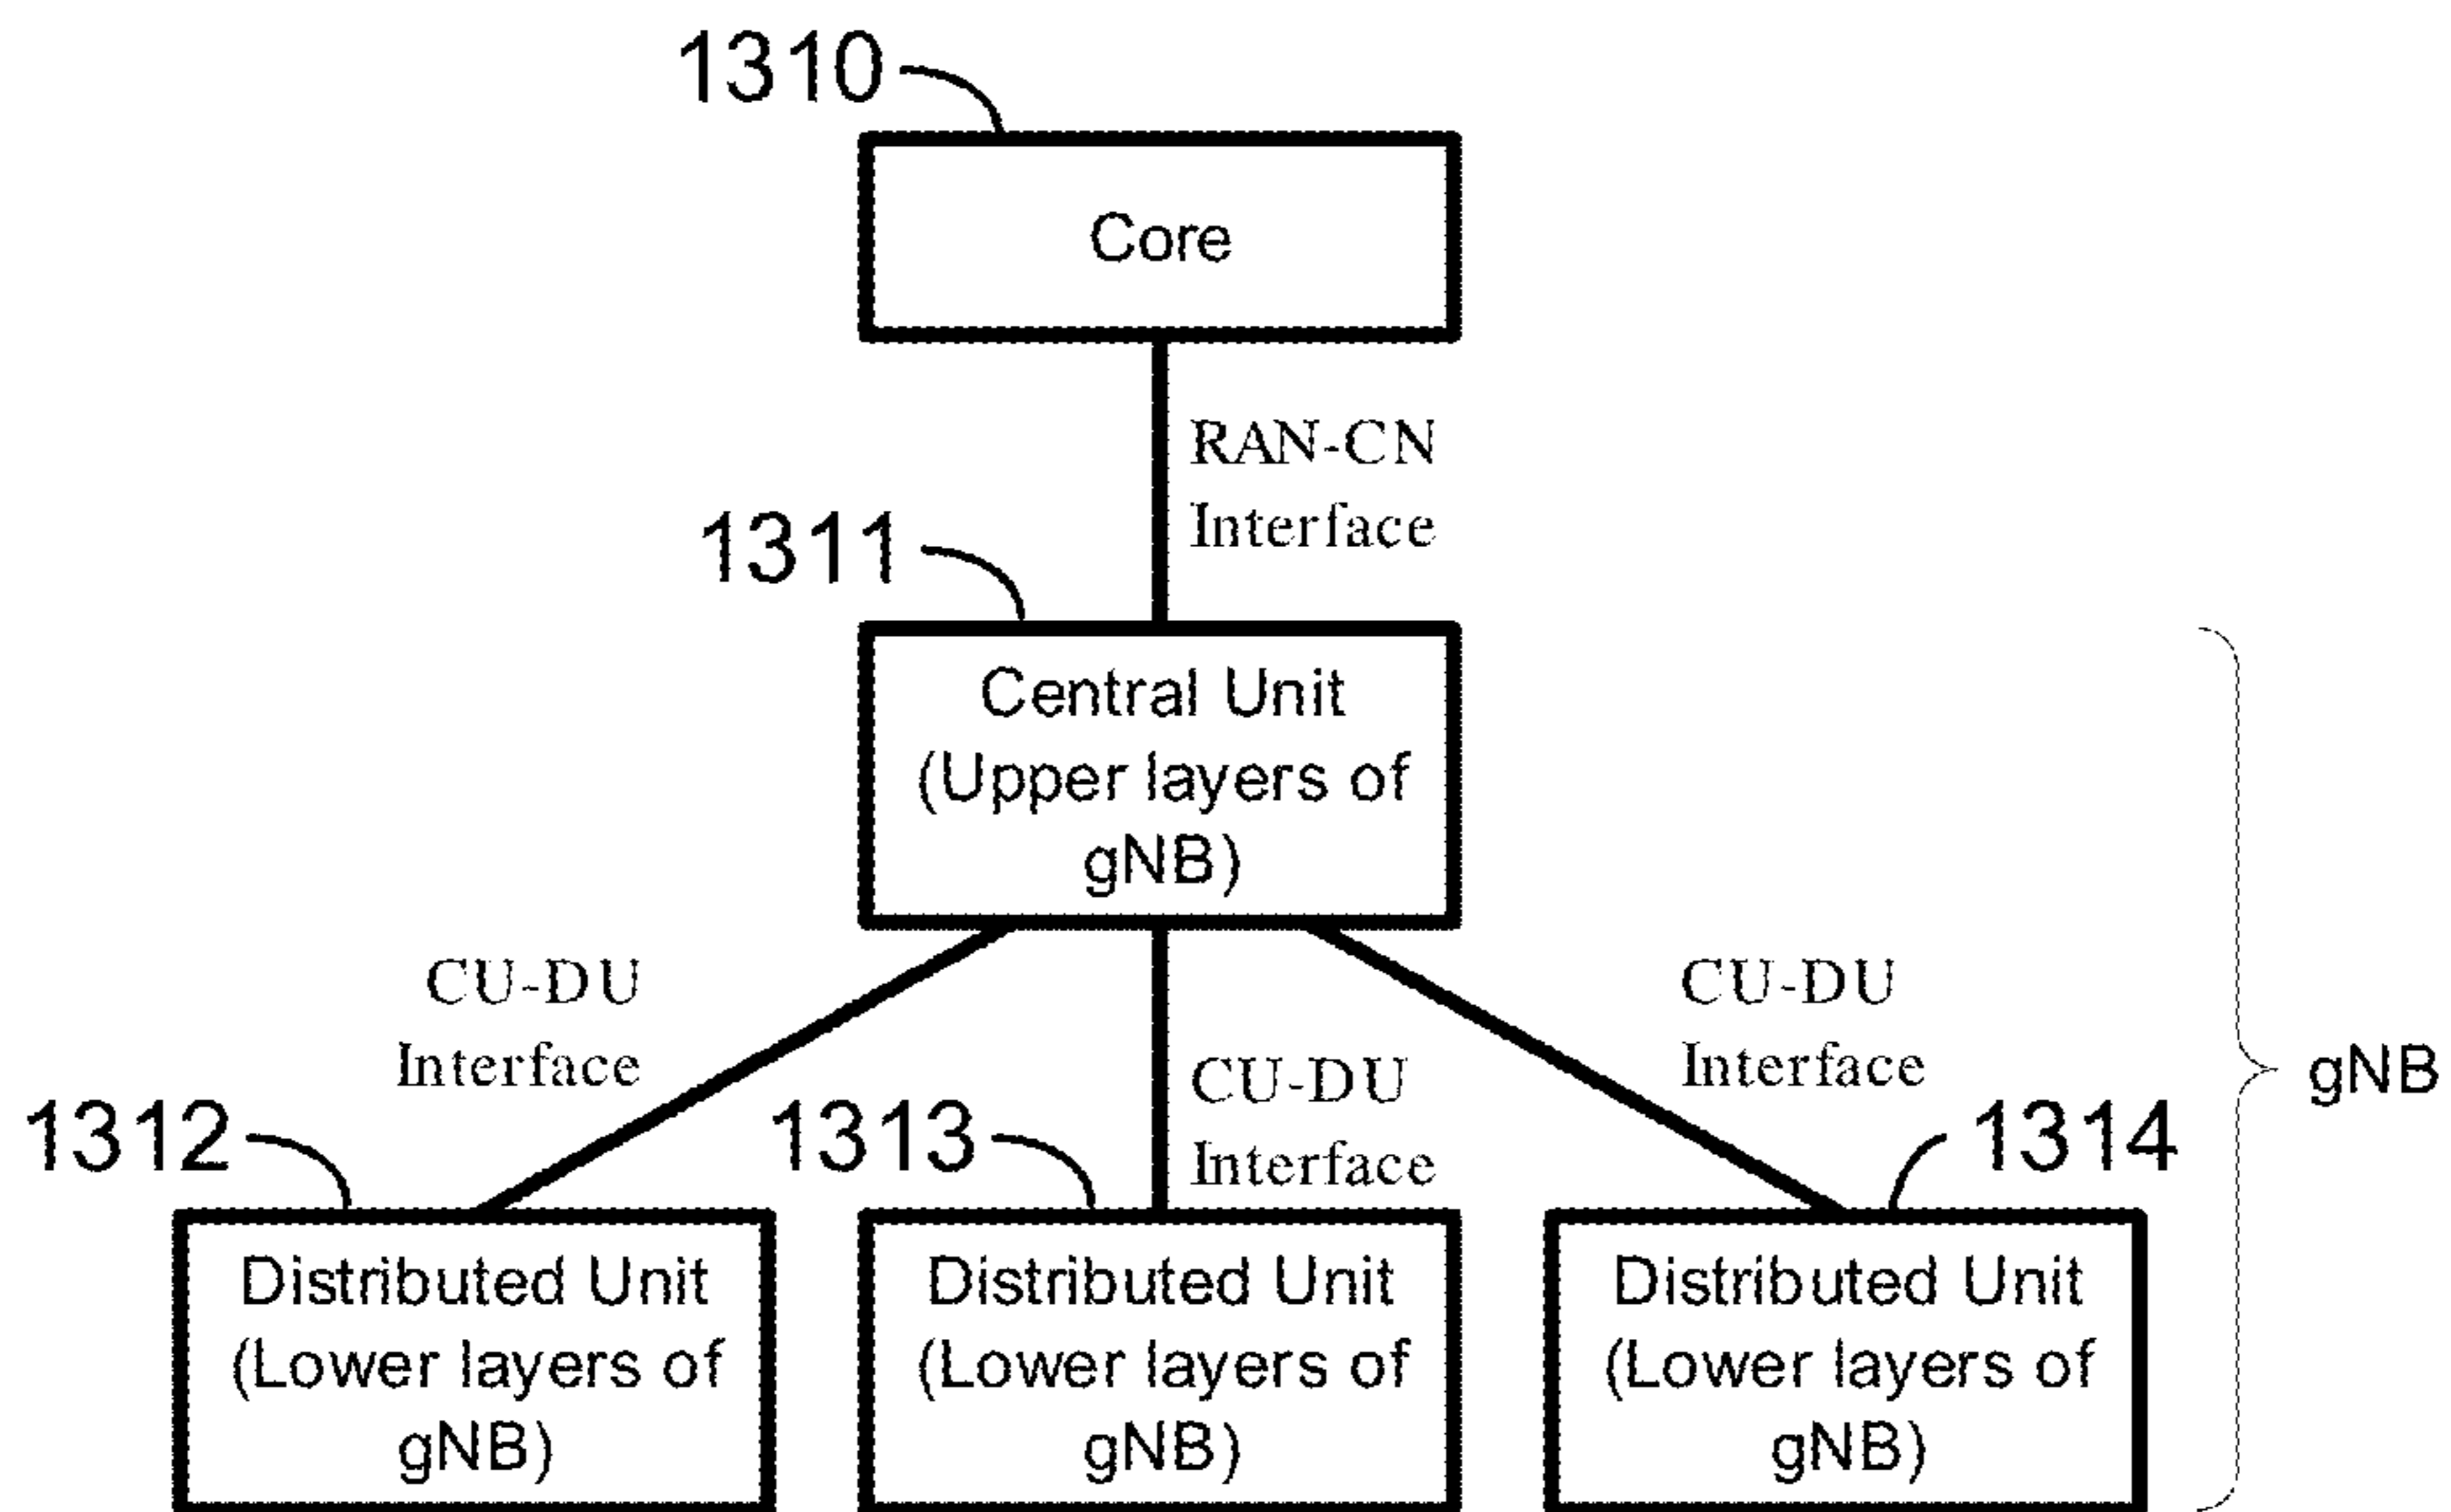 1310
Core
RAN-CN
Interface
1311
Central Unit
(Upper layers of
gNB)
CU-DU
Interface
CU-DU
Interface
CU-DU
Interface
gNB
1312
1313
1314
Distributed Unit
(Lower layers of
gNB)
Distributed Unit
(Lower layers of
gNB)
Distributed Unit
(Lower layers of
gNB)